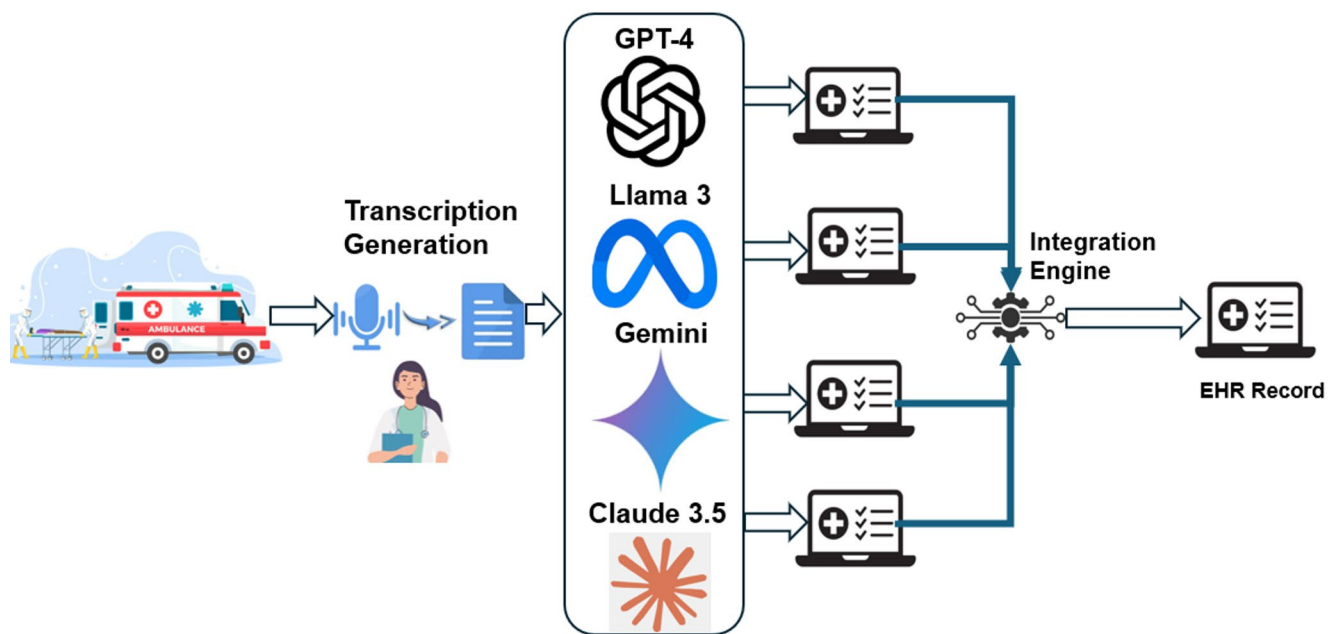 GPT-4
Llama 3
Transcription
Generation
Integration
Engine
AMBULANCE
Gemini
EHR Record
Claude 3.5